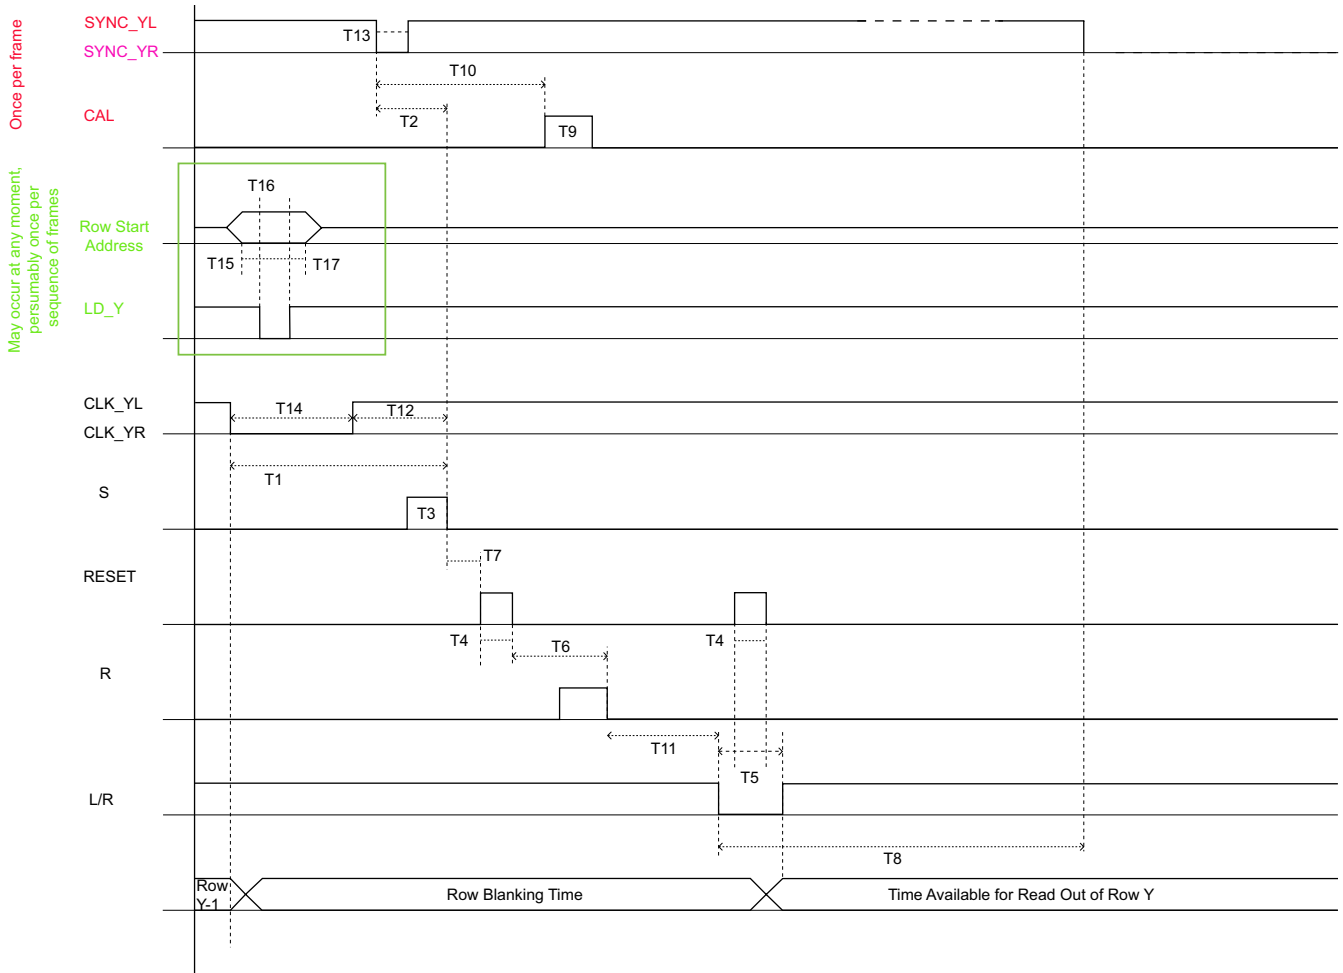 Once per frame
SYNC_YL
SYNC_YR
T13
T10
T2
CAL
T9
May occur at any moment,
persumably once per
sequence of frames
T16
Row Start
Address
T15
T17
LD_Y
CLK_YL
CLK_YR
T14
T12
T1
S
T3
T7
RESET
T4
T6
T4
R
T11
T5
L/R
T8
Row
Y-1
Row Blanking Time
Time Available for Read Out of Row Y